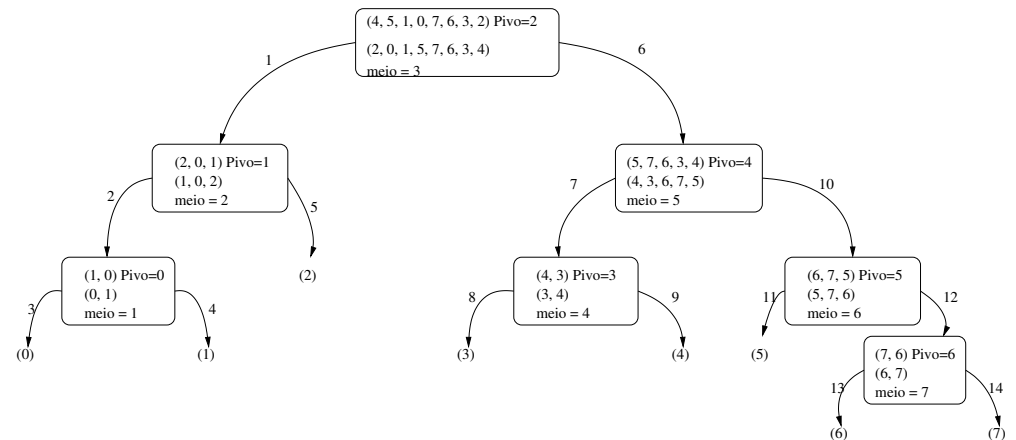 (4, 5, 1, 0, 7, 6, 3, 2) Pivo=2
(2, 0, 1, 5, 7, 6, 3, 4)
meio = 3
1
6
(2, 0, 1) Pivo=1
(1, 0, 2)
meio = 2
(5, 7, 6, 3, 4) Pivo=4
(4, 3, 6, 7, 5)
meio = 5
2
5
7
10
(1, 0) Pivo=0
(0, 1)
meio = 1
(2)
(4, 3) Pivo=3
(3, 4)
meio = 4
(6, 7, 5) Pivo=5
(5, 7, 6)
meio = 6
3
4
8
9
11
12
(0)
(1)
(3)
(4)
(5)
(7, 6) Pivo=6
(6, 7)
meio = 7
13
14
(6)
(7)